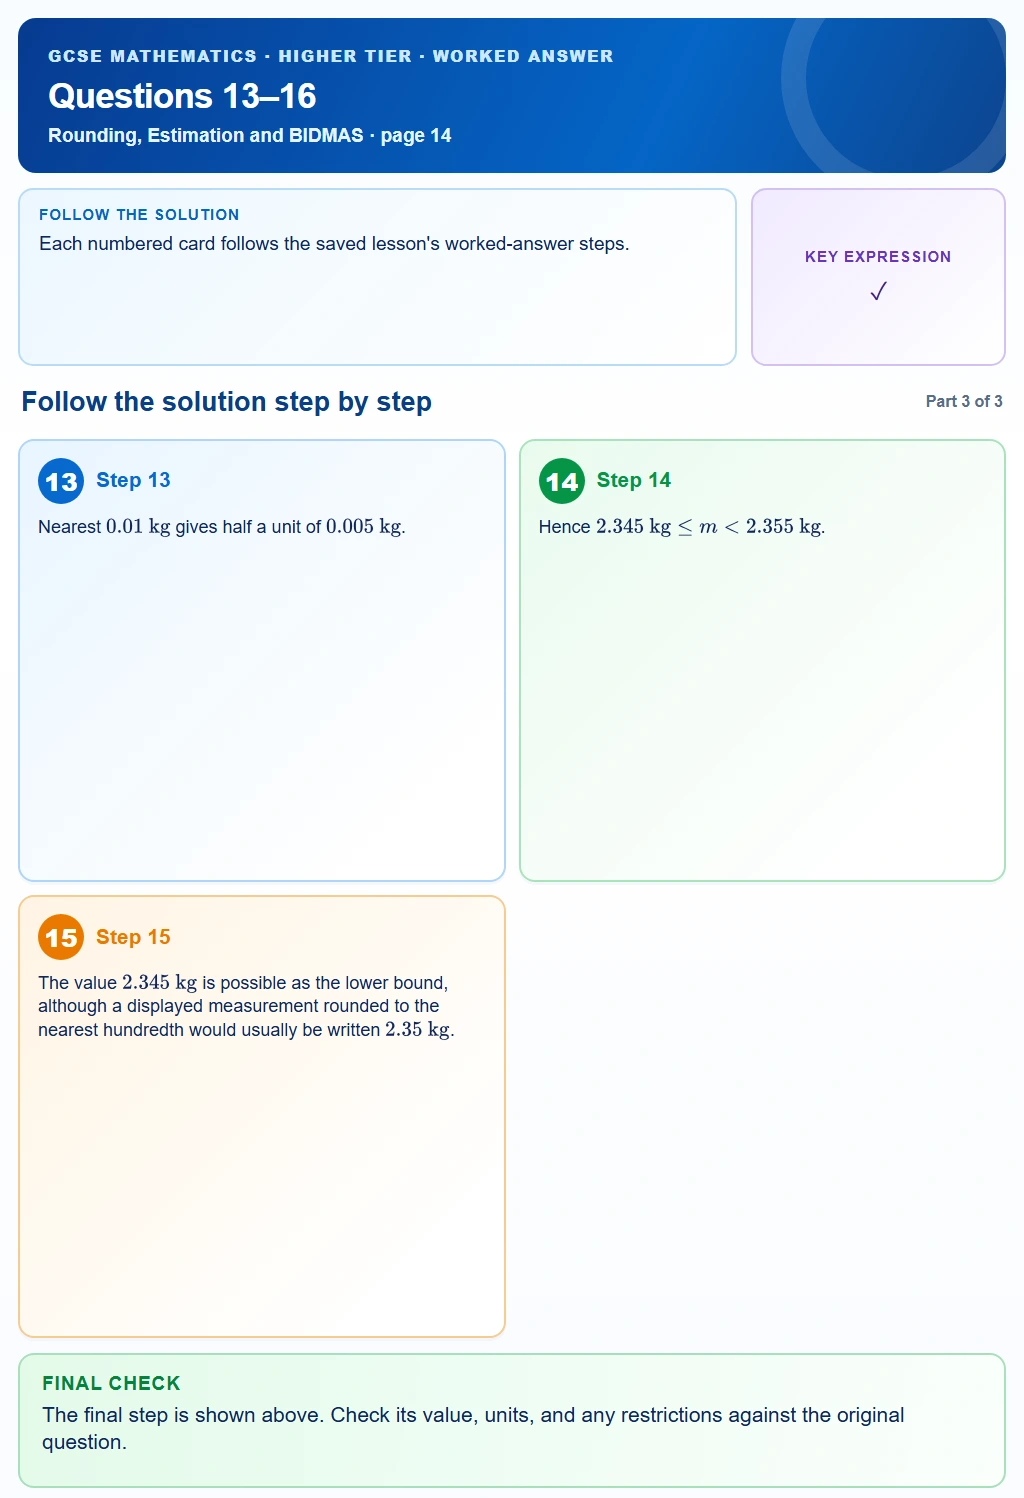 GCSE MATHEMATICS · HIGHER TIER · WORKED ANSWER
Questions 13–16
Rounding, Estimation and BIDMAS · page 14
FOLLOW THE SOLUTION
Each numbered card follows the saved lesson's worked-answer steps.
KEY EXPRESSION
✓
Follow the solution step by step
Part 3 of 3
13 Step 13
Nearest 0.01 kg gives half a unit of 0.005 kg.
14 Step 14
Hence 2.345 kg ≤ m < 2.355 kg.
15 Step 15
The value 2.345 kg is possible as the lower bound,
although a displayed measurement rounded to the
nearest hundredth would usually be written 2.35 kg.
FINAL CHECK
The final step is shown above. Check its value, units, and any restrictions against the original
question.